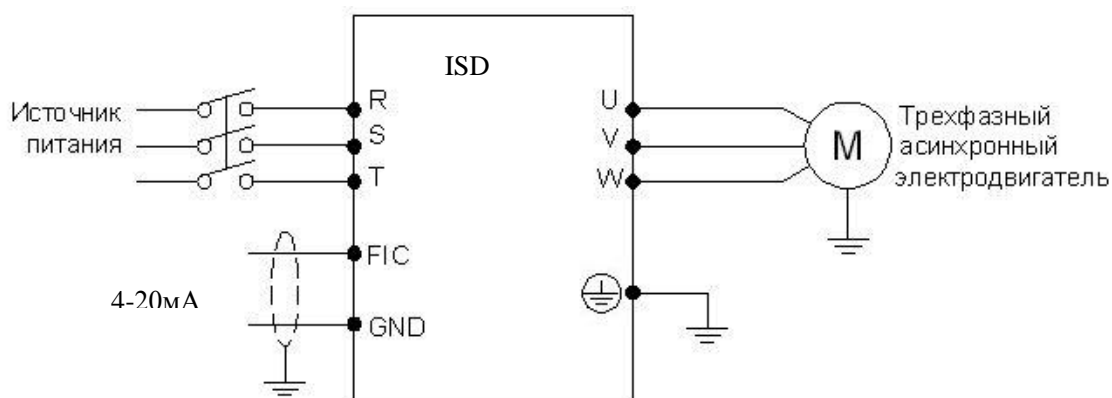 ISD
Источник
питания
R
S
T
FIC
GND
4-20мА
U
V
W
M
Трехфазный
асинхронный
электродвигатель